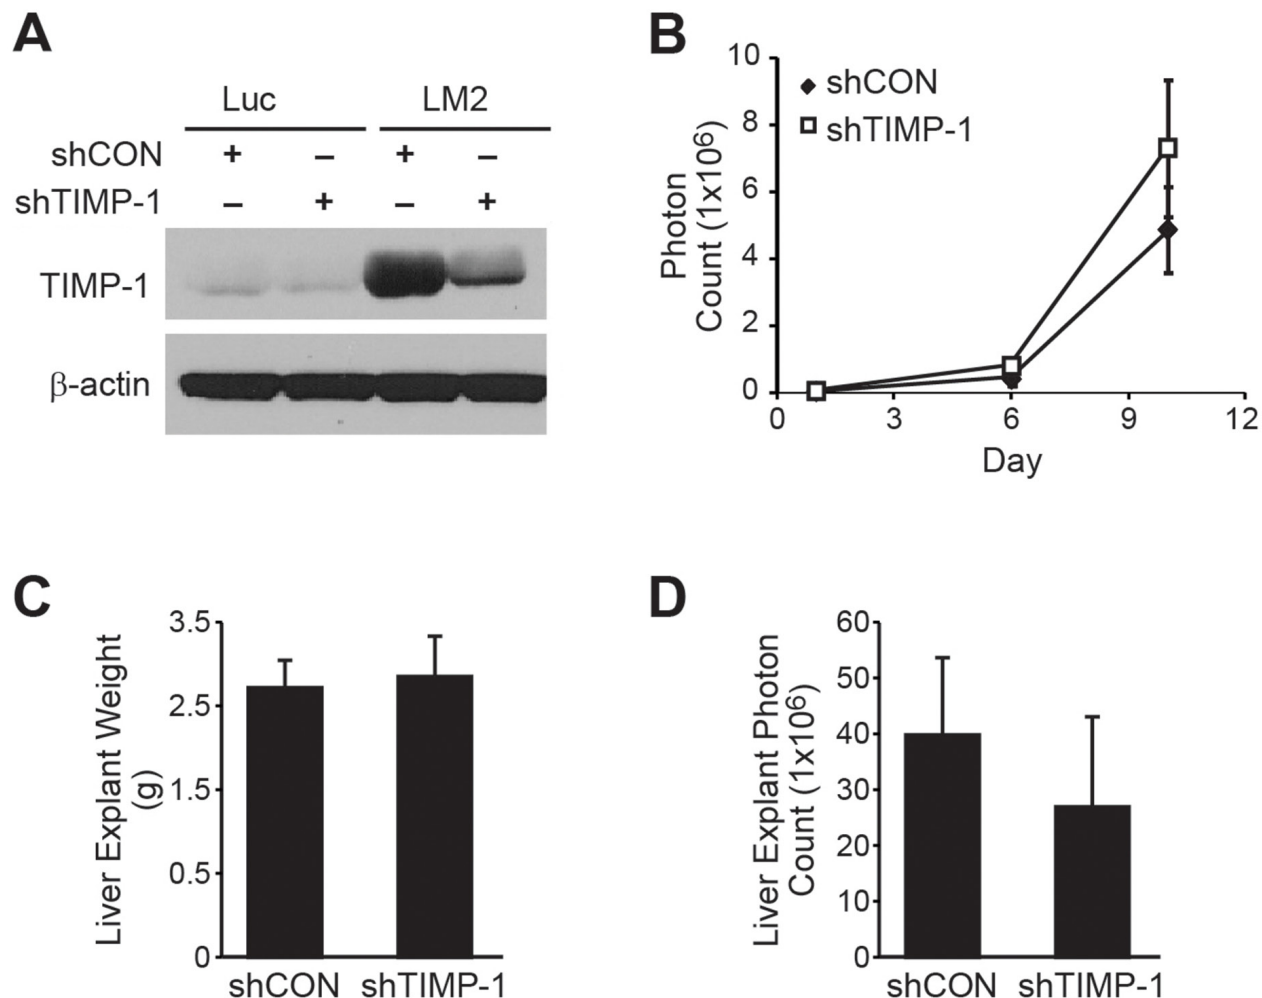 A
Luc LM2
shCON + – + –
shTIMP-1 – + – +
TIMP-1
β-actin
B
10
8
6
4
2
0
Photon
Count (1x10⁶)
shCON
shTIMP-1
0 3 6 9 12
Day
C
3.5
2.5
1.5
0.5
0
Liver Explant Weight
(g)
shCON shTIMP-1
D
60
50
40
30
20
10
0
Liver Explant Photon
Count (1x10⁶)
shCON shTIMP-1